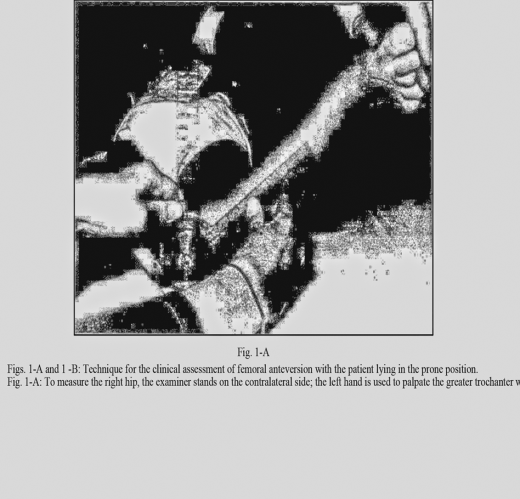 Fig. 1-A
Figs. 1-A and 1 -B: Technique for the clinical assessment of femoral anteversion with the patient lying in the prone position.
Fig. 1-A: To measure the right hip, the examiner stands on the contralateral side; the left hand is used to palpate the greater trochanter